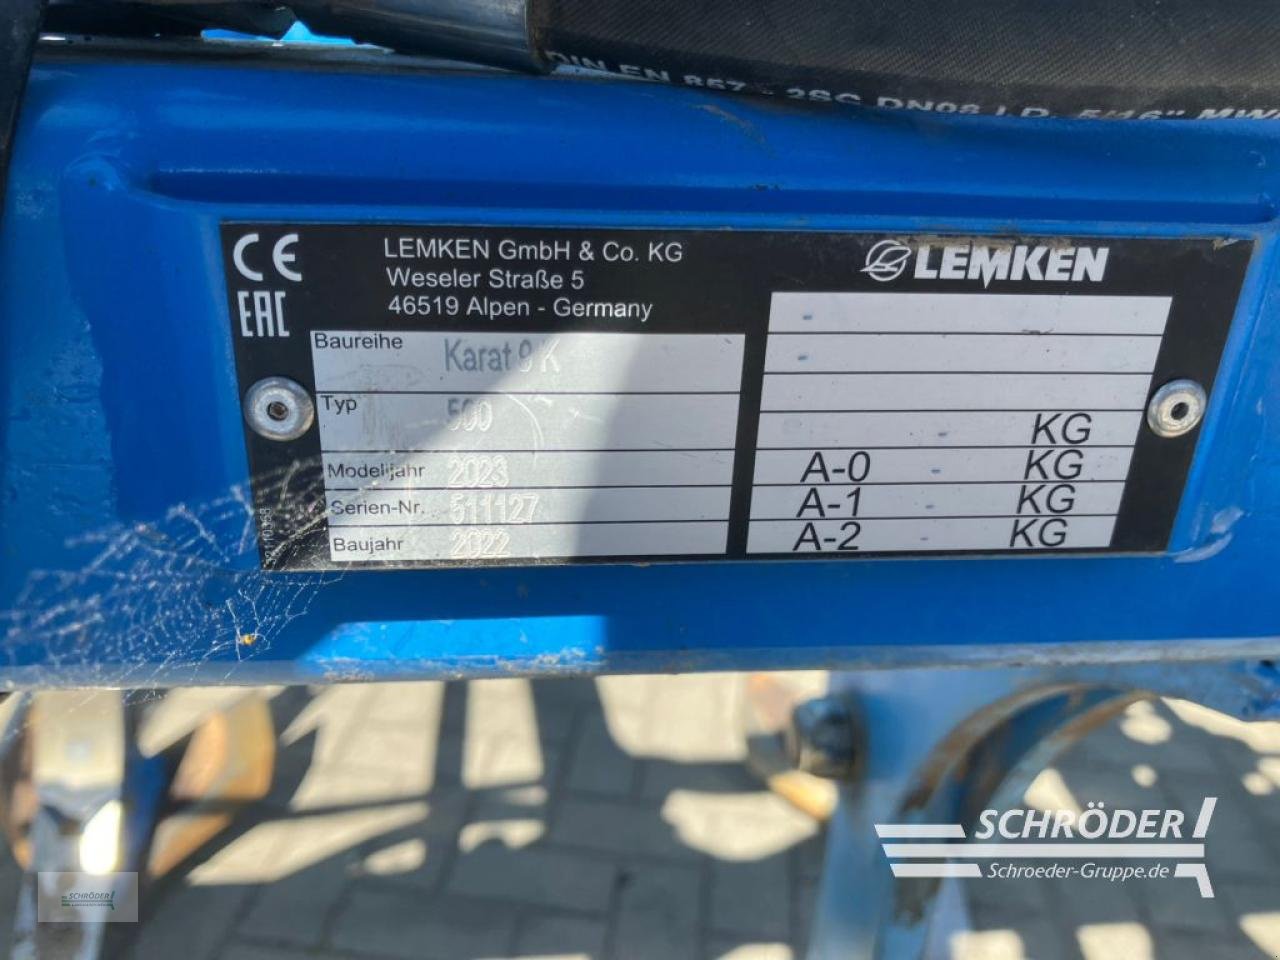 DIN EN 857 - 2SC DN08 I.D. 5/16" MW
CE
EAC
LEMKEN GmbH & Co. KG
Weseler Straße 5
46519 Alpen - Germany
LEMKEN
Baureihe Karat 9 K
Typ 500
Modelljahr 2023
Serien-Nr. 511127
Baujahr 2022
-
-
- KG
A-0 - KG
A-1 - KG
A-2 - KG
SCHRÖDER
Schroeder-Gruppe.de
SCHRÖDER